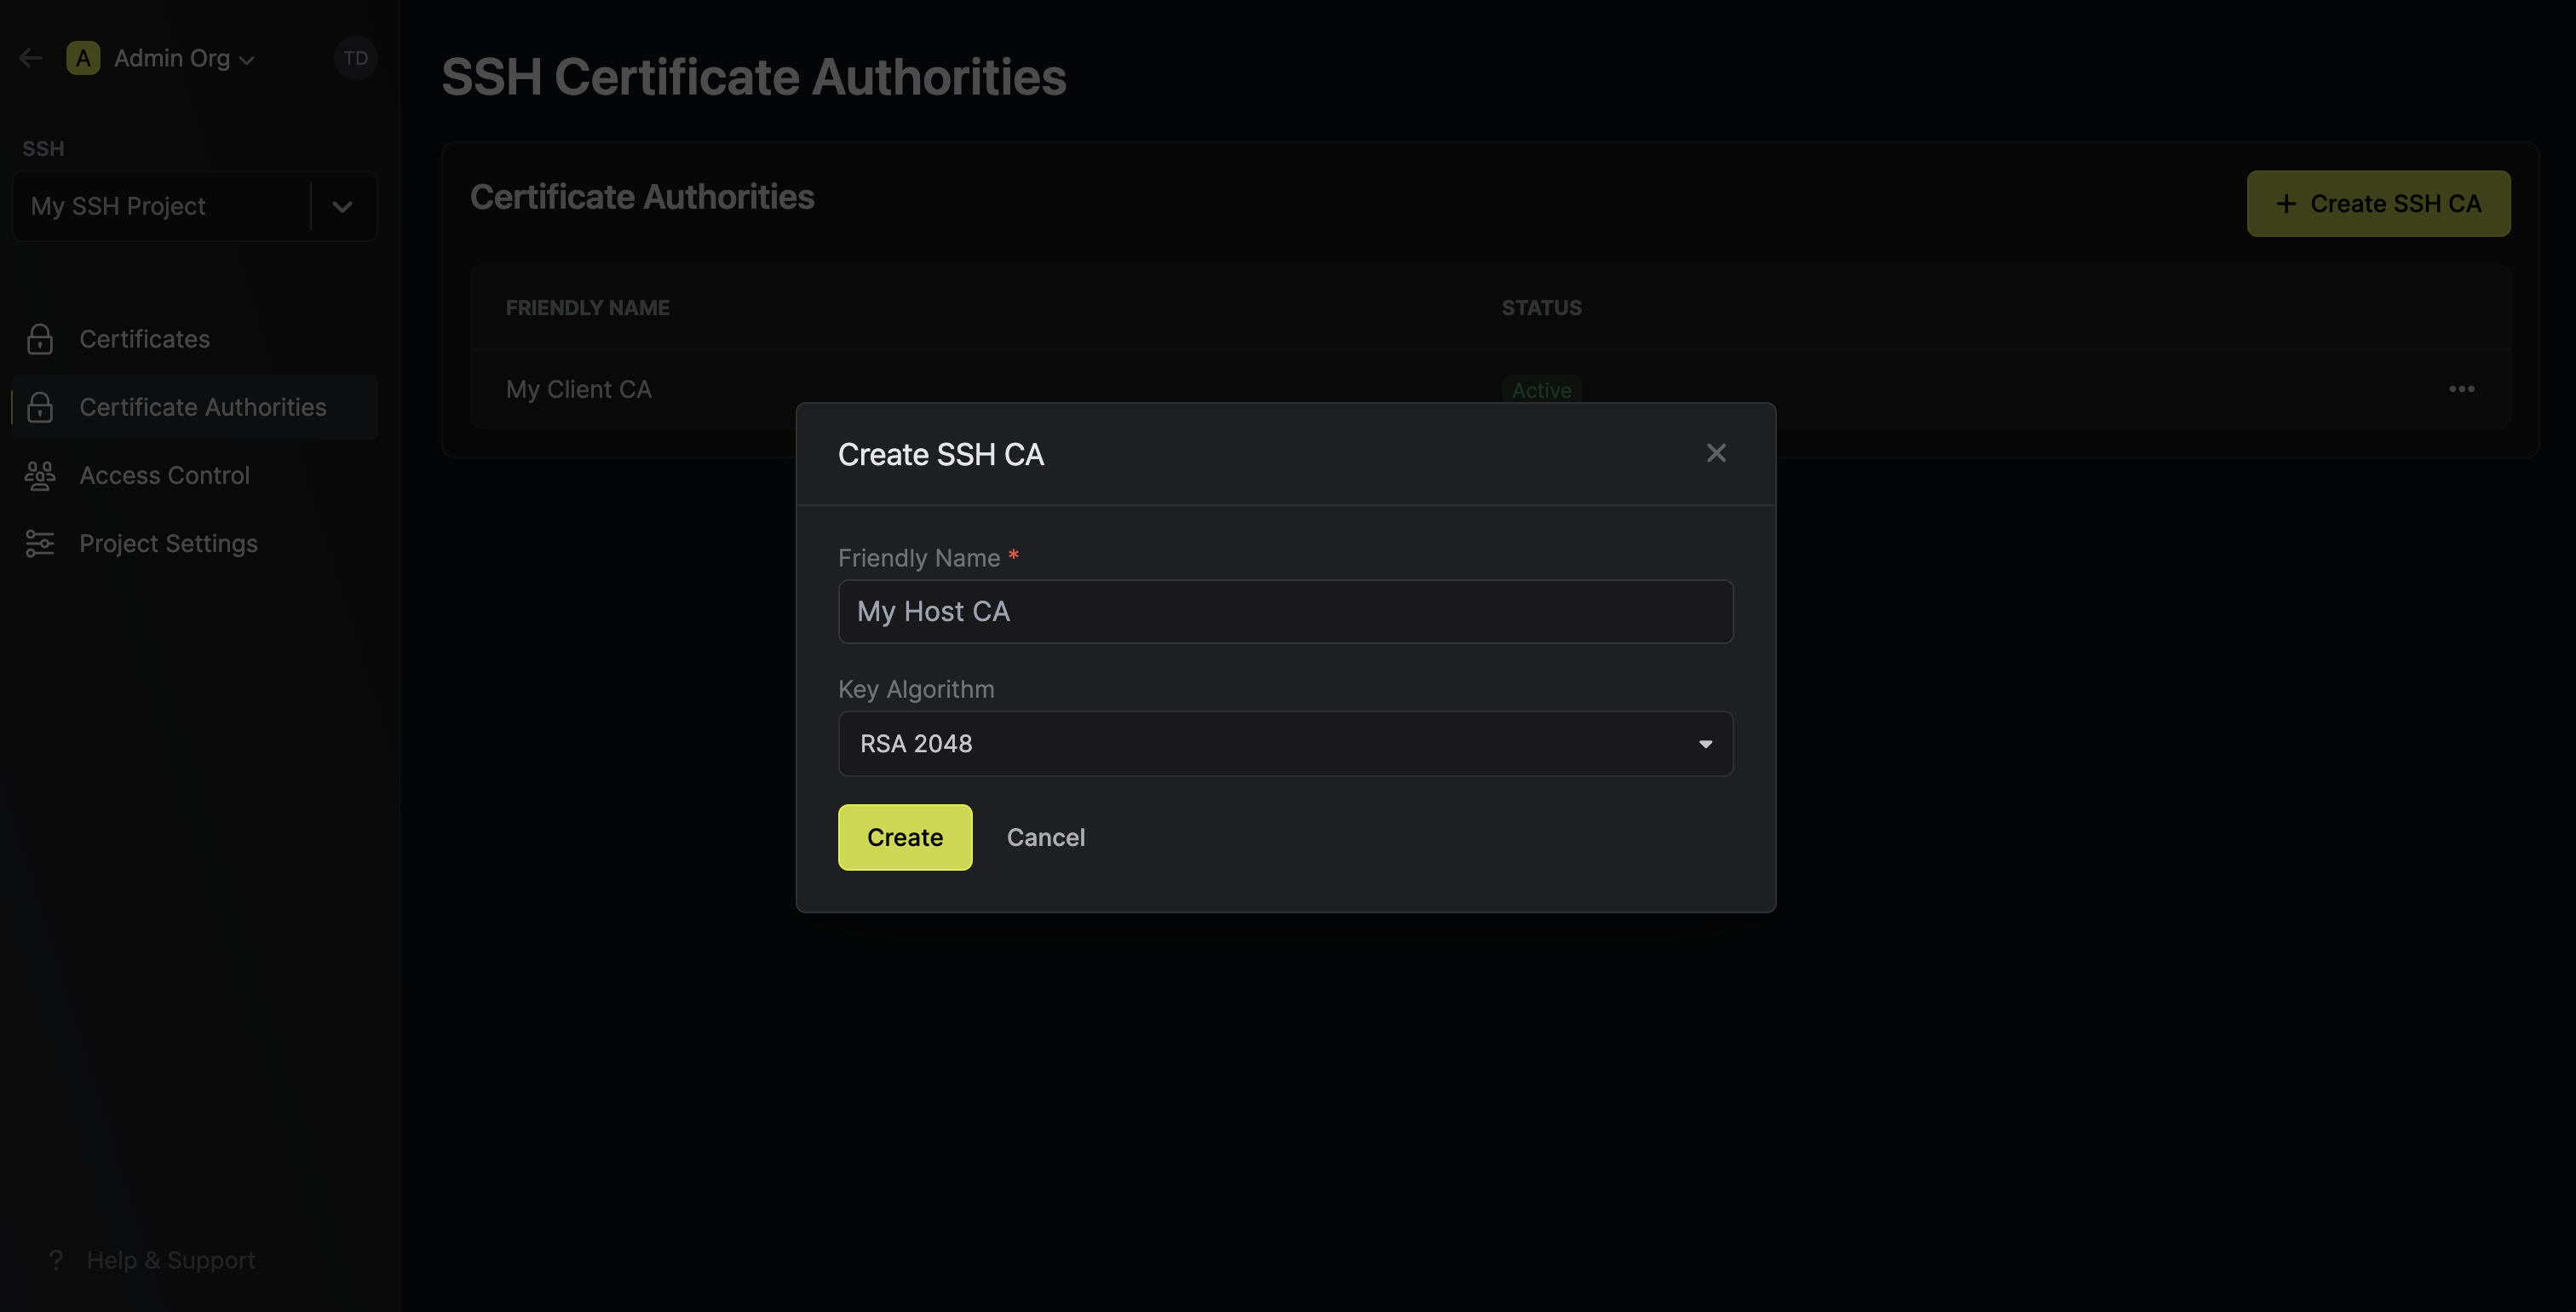 A Admin Org
TD
SSH
My SSH Project
Certificates
Certificate Authorities
Access Control
Project Settings
? Help & Support
SSH Certificate Authorities
Certificate Authorities
+ Create SSH CA
FRIENDLY NAME STATUS
My Client CA Active
Create SSH CA
Friendly Name *
My Host CA
Key Algorithm
RSA 2048
Create Cancel